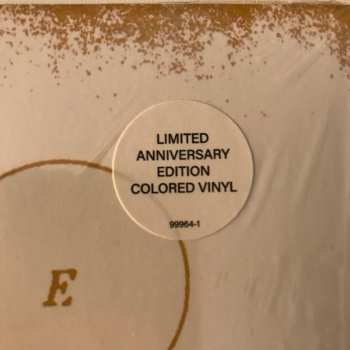 LIMITED
ANNIVERSARY
EDITION
COLORED VINYL
99964-1
E